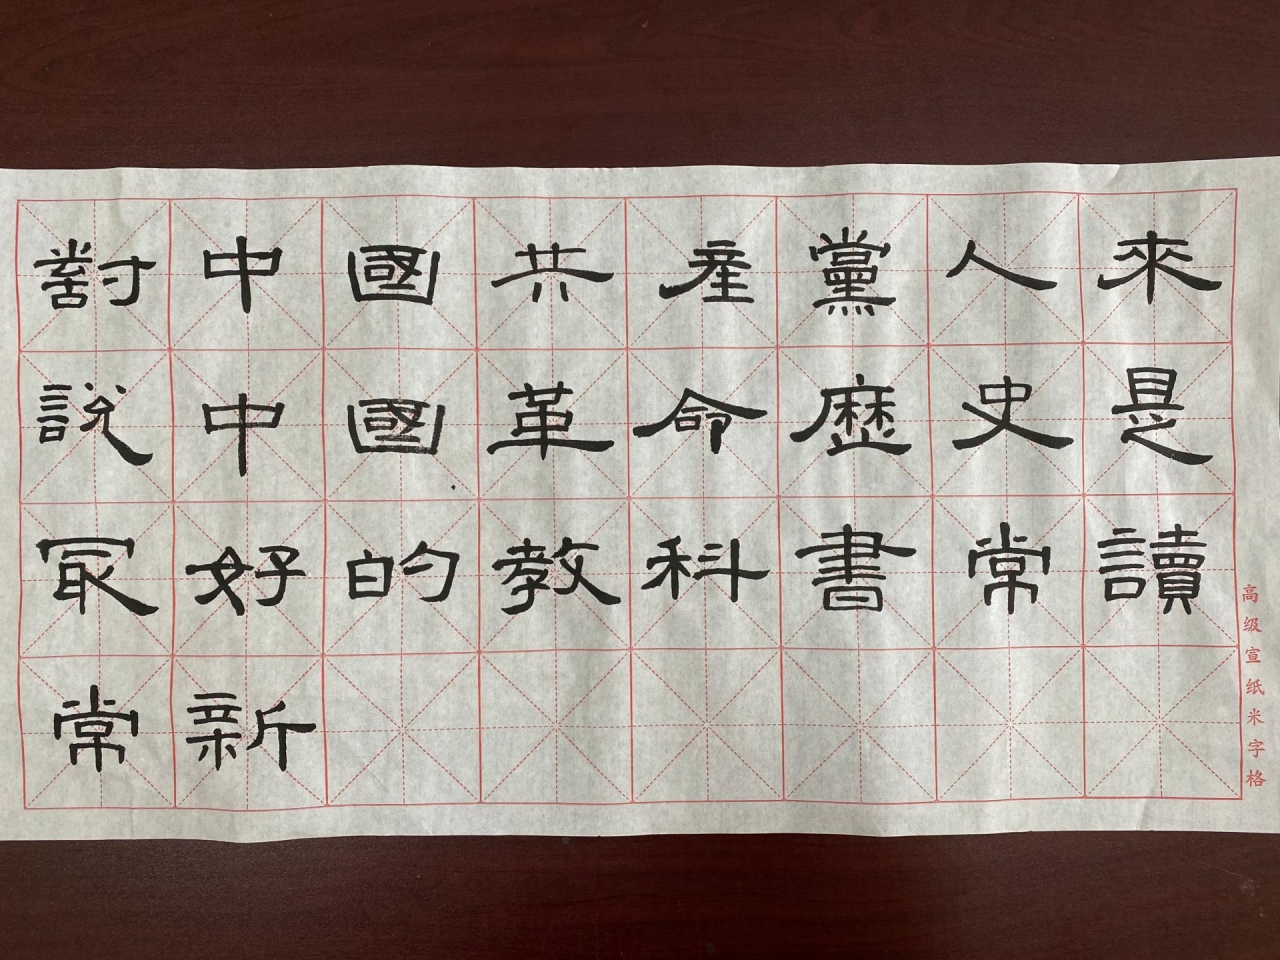 對中國共產黨人來
說中國革命歷史是
最好的教科書常讀
常新
高级宣纸米字格